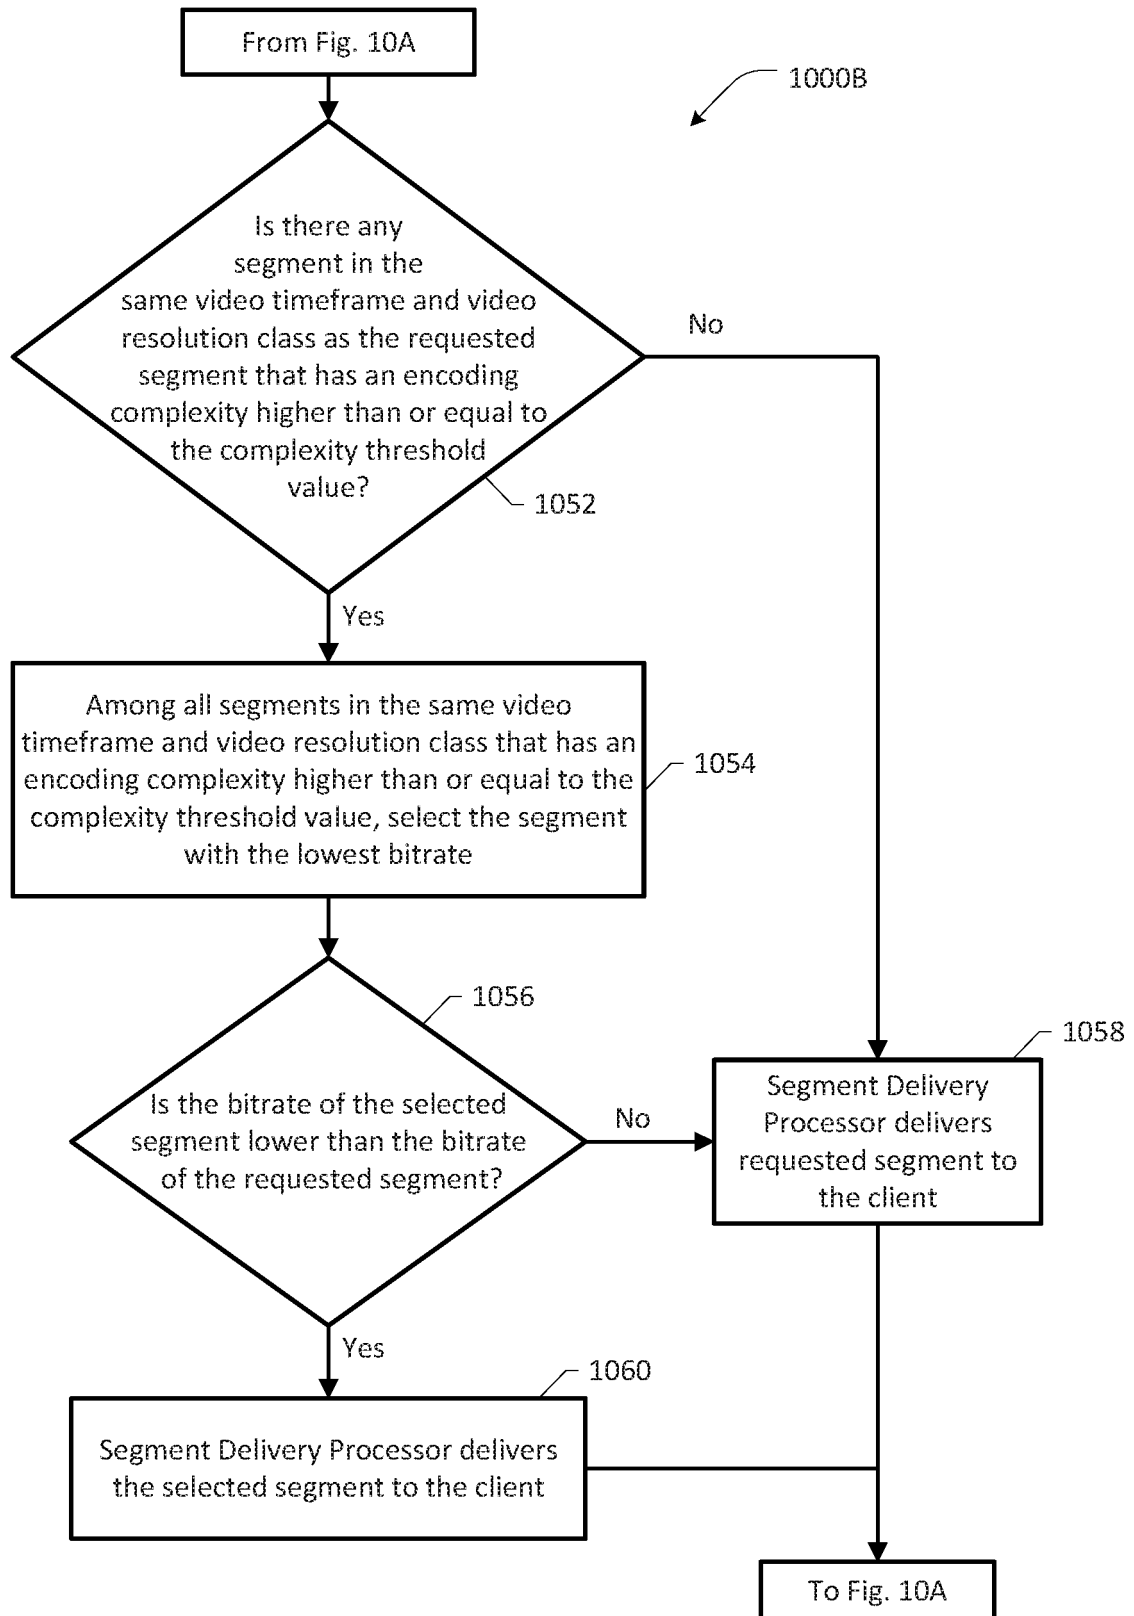 From Fig. 10A
1000B
Is there any
segment in the
same video timeframe and video
resolution class as the requested
segment that has an encoding
complexity higher than or equal to
the complexity threshold
value?
No
1052
Yes
Among all segments in the same video
timeframe and video resolution class that has an
encoding complexity higher than or equal to the
complexity threshold value, select the segment
with the lowest bitrate
1054
1056
Is the bitrate of the selected
segment lower than the bitrate
of the requested segment?
No
1058
Segment Delivery
Processor delivers
requested segment to
the client
Yes
1060
Segment Delivery Processor delivers
the selected segment to the client
To Fig. 10A